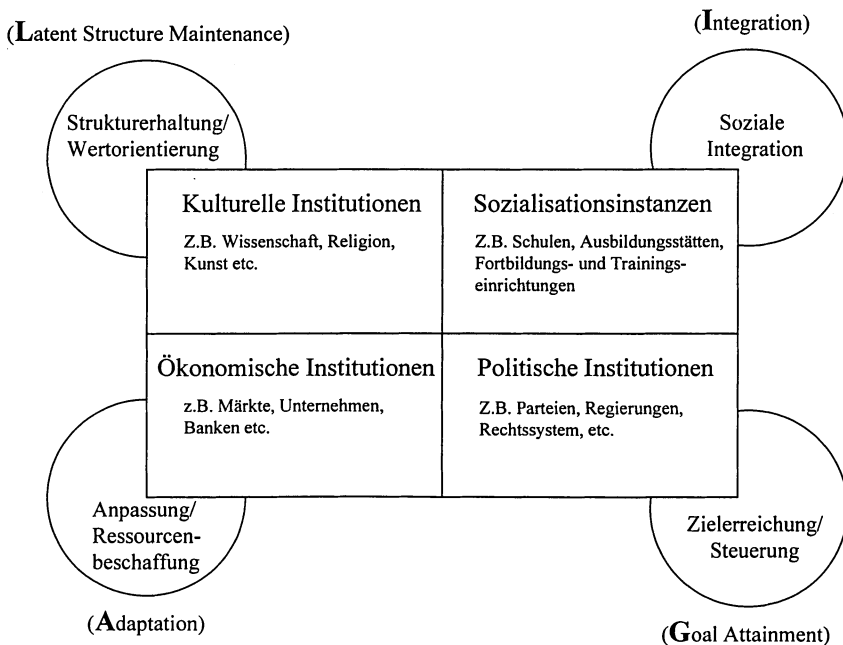 (Latent Structure Maintenance)
(Integration)
Strukturerhaltung/
Wertorientierung
Soziale
Integration
Kulturelle Institutionen
Z.B. Wissenschaft, Religion,
Kunst etc.
Sozialisationsinstanzen
Z.B. Schulen, Ausbildungsstätten,
Fortbildungs- und Trainings-
einrichtungen
Ökonomische Institutionen
z.B. Märkte, Unternehmen,
Banken etc.
Politische Institutionen
Z.B. Parteien, Regierungen,
Rechtssystem, etc.
Anpassung/
Ressourcen-
beschaffung
Zielerreichung/
Steuerung
(Adaptation)
(Goal Attainment)